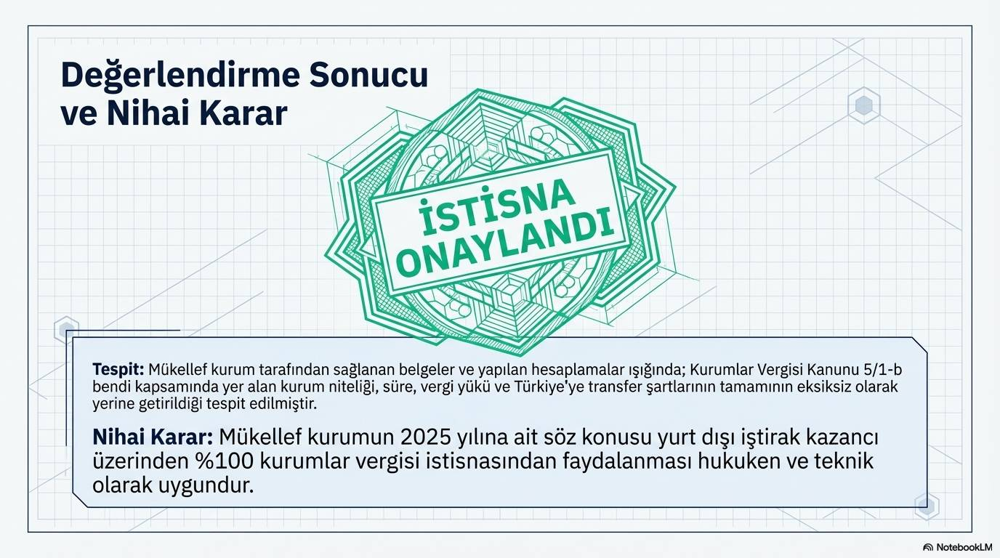 Değerlendirme Sonucu
ve Nihai Karar
İSTİSNA
ONAYLANDI
Tespit: Mükellef kurum tarafından sağlanan belgeler ve yapılan hesaplamalar ışığında; Kurumlar Vergisi Kanunu 5/1-b
bendi kapsamında yer alan kurum niteliği, süre, vergi yükü ve Türkiye'ye transfer şartlarının tamamının eksiksiz olarak
yerine getirildiği tespit edilmiştir.
Nihai Karar: Mükellef kurumun 2025 yılına ait söz konusu yurt dışı iştirak kazancı
üzerinden %100 kurumlar vergisi istisnasından faydalanması hukuken ve teknik
olarak uygundur.
NotebookLM